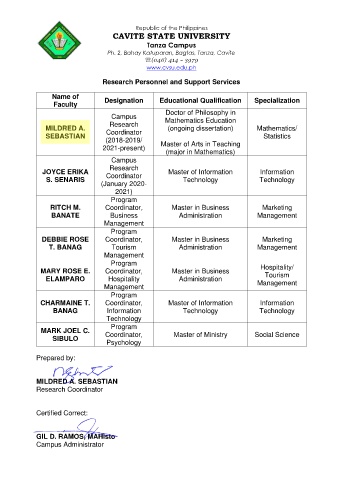 Republic of the Philippines
CAVITE STATE UNIVERSITY
Tanza Campus
Ph. 2, Bahay Katuparan, Bagtas, Tanza, Cavite
☏(046) 414 – 3979
www.cvsu.edu.ph
Research Personnel and Support Services
Name of Faculty Designation Educational Qualification Specialization
MILDRED A. SEBASTIAN
Campus Research Coordinator (2018-2019/ 2021-present)
Doctor of Philosophy in Mathematics Education (ongoing dissertation)
Master of Arts in Teaching (major in Mathematics)
Mathematics/ Statistics
JOYCE ERIKA S. SENARIS
Campus Research Coordinator (January 2020-2021)
Master of Information Technology
Information Technology
RITCH M. BANATE
Program Coordinator, Business Management
Master in Business Administration
Marketing Management
DEBBIE ROSE T. BANAG
Program Coordinator, Tourism Management
Master in Business Administration
Marketing Management
MARY ROSE E. ELAMPARO
Program Coordinator, Hospitality Management
Master in Business Administration
Hospitality/ Tourism Management
CHARMAINE T. BANAG
Program Coordinator, Information Technology
Master of Information Technology
Information Technology
MARK JOEL C. SIBULO
Program Coordinator, Psychology
Master of Ministry
Social Science
Prepared by:
MILDRED A. SEBASTIAN
Research Coordinator
Certified Correct:
GIL D. RAMOS, MAHisto
Campus Administrator